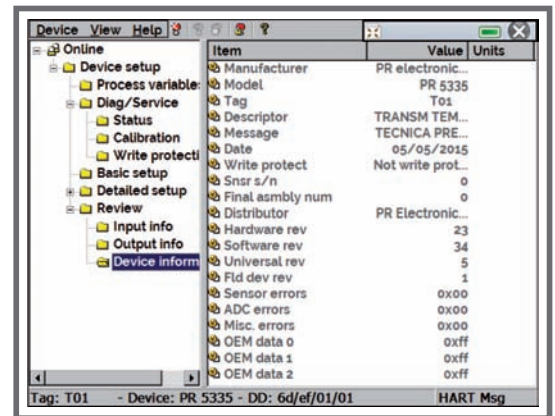 Device View Help
Online
Device setup
Process variable
Diag/Service
Status
Calibration
Write protecti
Basic setup
Detailed setup
Review
Input info
Output info
Device inform
Item Value Units
Manufacturer PR electronic...
Model PR 5335
Tag T01
Descriptor TRANSM TEM...
Message TECNICA PRE...
Date 05/05/2015
Write protect Not write prot...
Snsr s/n 0
Final asmbly num 0
Distributor PR Electronic...
Hardware rev 23
Software rev 34
Universal rev 5
Fld dev rev 1
Sensor errors 0x00
ADC errors 0x00
Misc. errors 0x00
OEM data 0 0xff
OEM data 1 0xff
OEM data 2 0xff
Tag: T01 - Device: PR 5335 - DD: 6d/ef/01/01 HART Msg